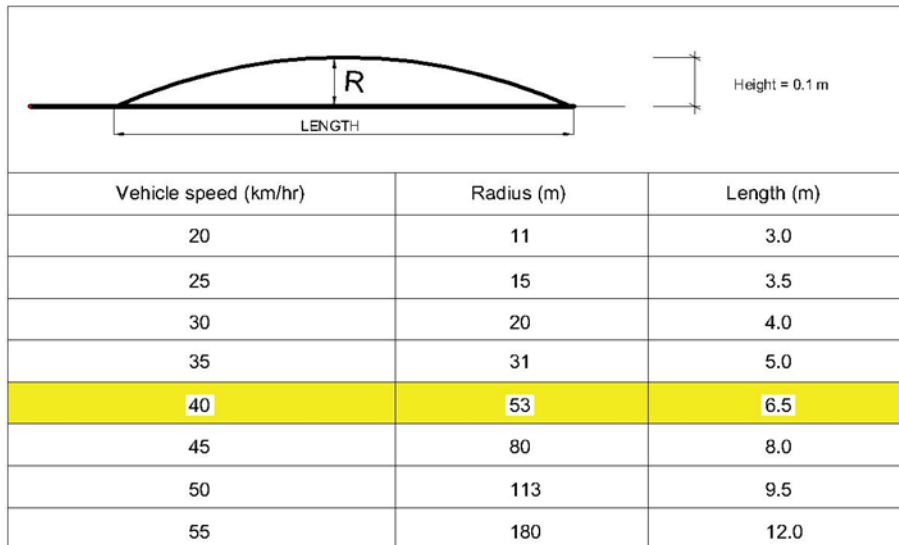 R
Height = 0.1 m
LENGTH
Vehicle speed (km/hr) Radius (m) Length (m)
20 11 3.0
25 15 3.5
30 20 4.0
35 31 5.0
40 53 6.5
45 80 8.0
50 113 9.5
55 180 12.0